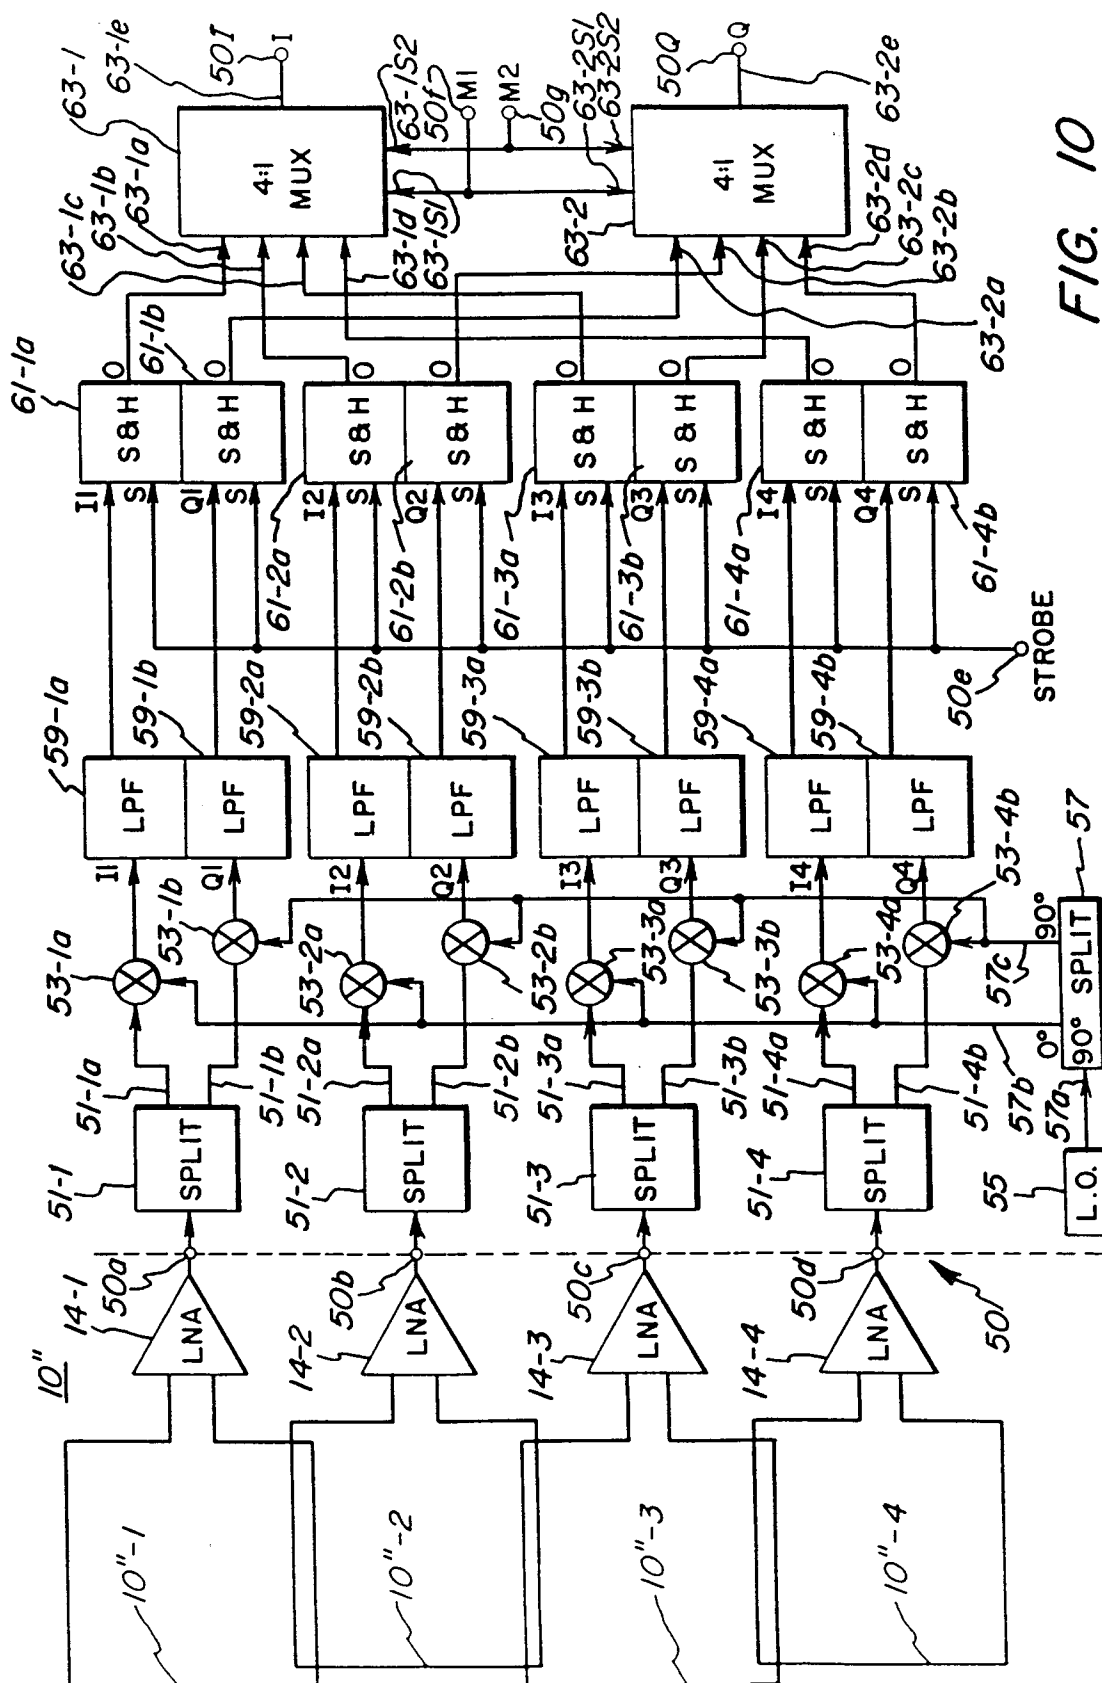 10"
10"-1
10"-2
10"-3
10"-4
14-1
LNA
50a
14-2
LNA
50b
14-3
LNA
50c
14-4
LNA
50d
50
51-1
SPLIT
51-1a
51-1b
51-2
SPLIT
51-2a
51-2b
51-3
SPLIT
51-3a
51-3b
51-4
SPLIT
51-4a
51-4b
55
L.O.
57a
57b
57c
0°
90°
90° SPLIT
57
53-1a
53-1b
53-2a
53-2b
53-3a
53-3b
53-4a
53-4b
I1
Q1
I2
Q2
I3
Q3
I4
Q4
59-1a
LPF
59-1b
LPF
59-2a
LPF
59-2b
LPF
59-3a
LPF
59-3b
LPF
59-4a
LPF
59-4b
LPF
50e
STROBE
61-1a
I1
S
S&H
O
61-1b
Q1
S
S&H
O
61-2a
I2
S
S&H
O
61-2b
Q2
S
S&H
O
61-3a
I3
S
S&H
O
61-3b
Q3
S
S&H
O
61-4a
I4
S
S&H
O
61-4b
Q4
S
S&H
O
63-1c
63-1b
63-1a
63-1d
63-1S1
63-1S2
63-1
4:1
MUX
63-1e
50I
I
50f
M1
M2
50g
63-2S1
63-2S2
63-2
4:1
MUX
63-2d
63-2c
63-2b
63-2a
63-2e
50Q
Q
FIG. 10